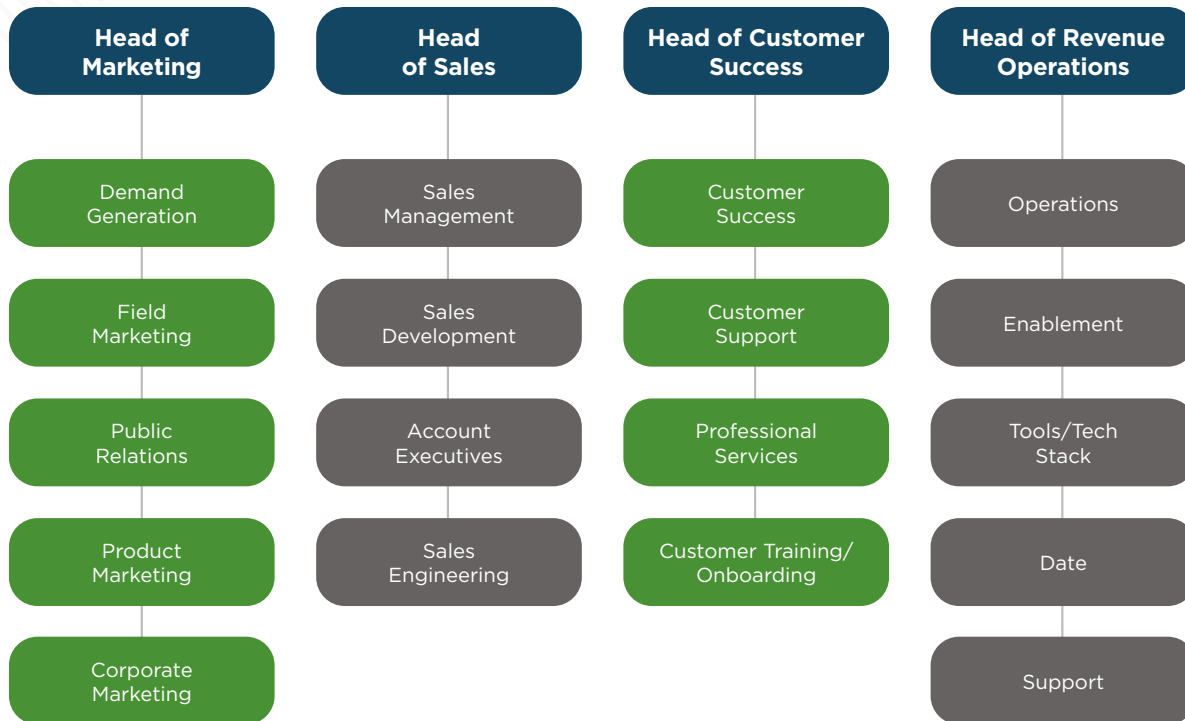 Head of
Marketing
Demand
Generation
Field
Marketing
Public
Relations
Product
Marketing
Corporate
Marketing
Head
of Sales
Sales
Management
Sales
Development
Account
Executives
Sales
Engineering
Head of Customer
Success
Customer
Success
Customer
Support
Professional
Services
Customer Training/
Onboarding
Head of Revenue
Operations
Operations
Enablement
Tools/Tech
Stack
Date
Support